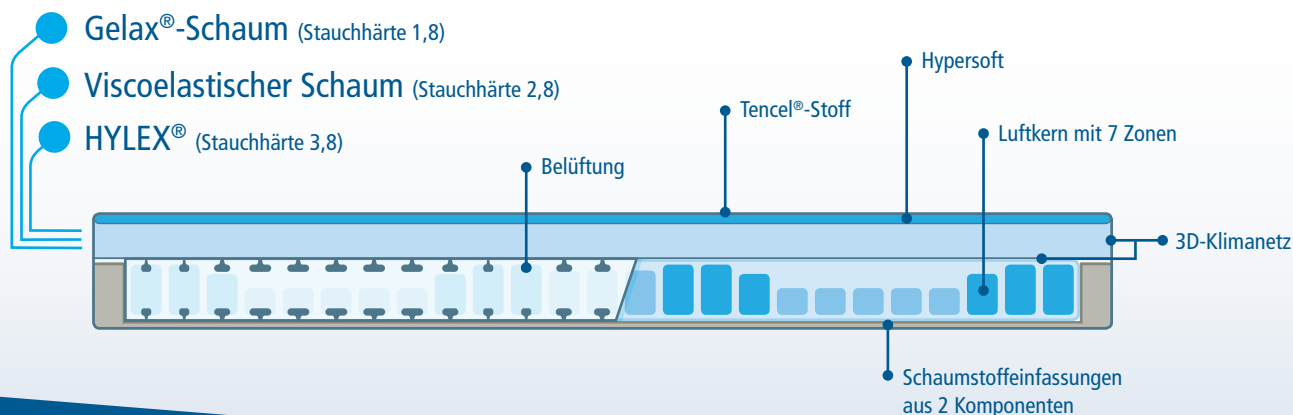 Gelax®-Schaum (Stauchhärte 1,8)
Viscoelastischer Schaum (Stauchhärte 2,8)
HYLEX® (Stauchhärte 3,8)
Hypersoft
Tencel®-Stoff
Luftkern mit 7 Zonen
Belüftung
3D-Klimanetz
Schaumstoffeinfassungen
aus 2 Komponenten